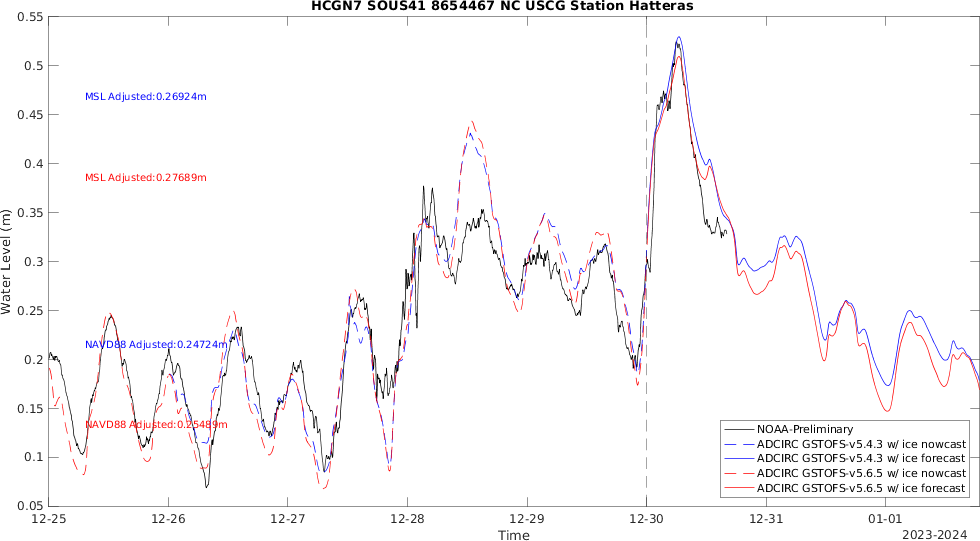 HCGN7 SOUS41 8654467 NC USCG Station Hatteras
0.55
0.5
0.45
0.4
0.35
0.3
0.25
0.2
0.15
0.1
0.05
Water Level (m)
MSL Adjusted:0.26924m
MSL Adjusted:0.27689m
NAVD88 Adjusted:0.24724m
NAVD88 Adjusted:0.25489m
NOAA-Preliminary
ADCIRC GSTOFS-v5.4.3 w/ ice nowcast
ADCIRC GSTOFS-v5.4.3 w/ ice forecast
ADCIRC GSTOFS-v5.6.5 w/ ice nowcast
ADCIRC GSTOFS-v5.6.5 w/ ice forecast
12-25 12-26 12-27 12-28 12-29 12-30 12-31 01-01
Time
2023-2024